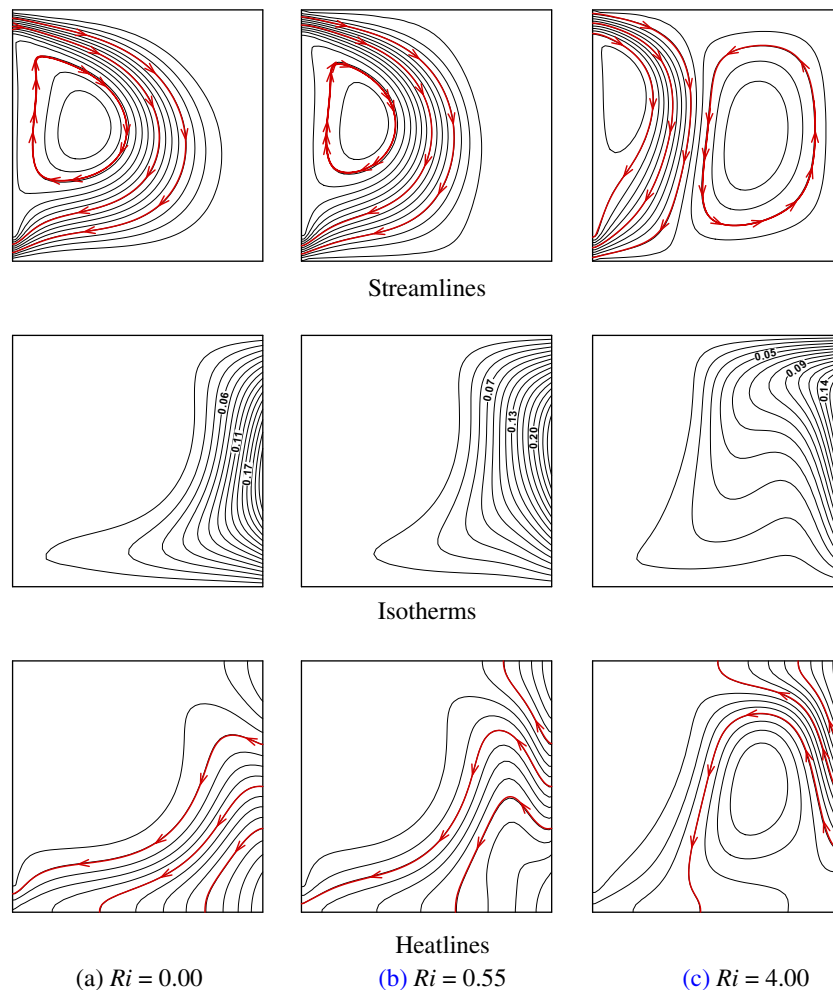 Streamlines
0.06
0.11
0.17
0.07
0.13
0.20
0.05
0.09
0.14
Isotherms
Heatlines
(a) Ri = 0.00
(b) Ri = 0.55
(c) Ri = 4.00